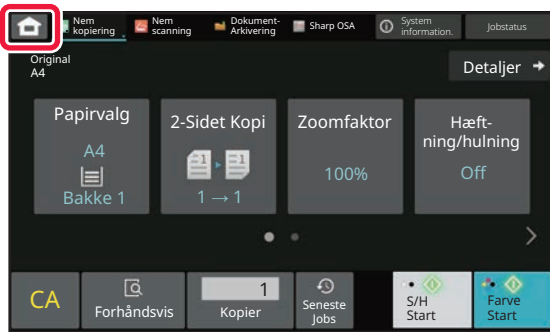 Nem
kopiering
Nem
scanning
Dokument-
Arkivering
Sharp OSA
System
information.
Jobstatus
Original
A4
Detaljer
Papirvalg
A4
Bakke 1
2-Sidet Kopi
1 1
1 → 1
Zoomfaktor
100%
Hæft-
ning/hulning
Off
CA
Forhåndsvis
1
Kopier
Seneste
Jobs
S/H
Start
Farve
Start